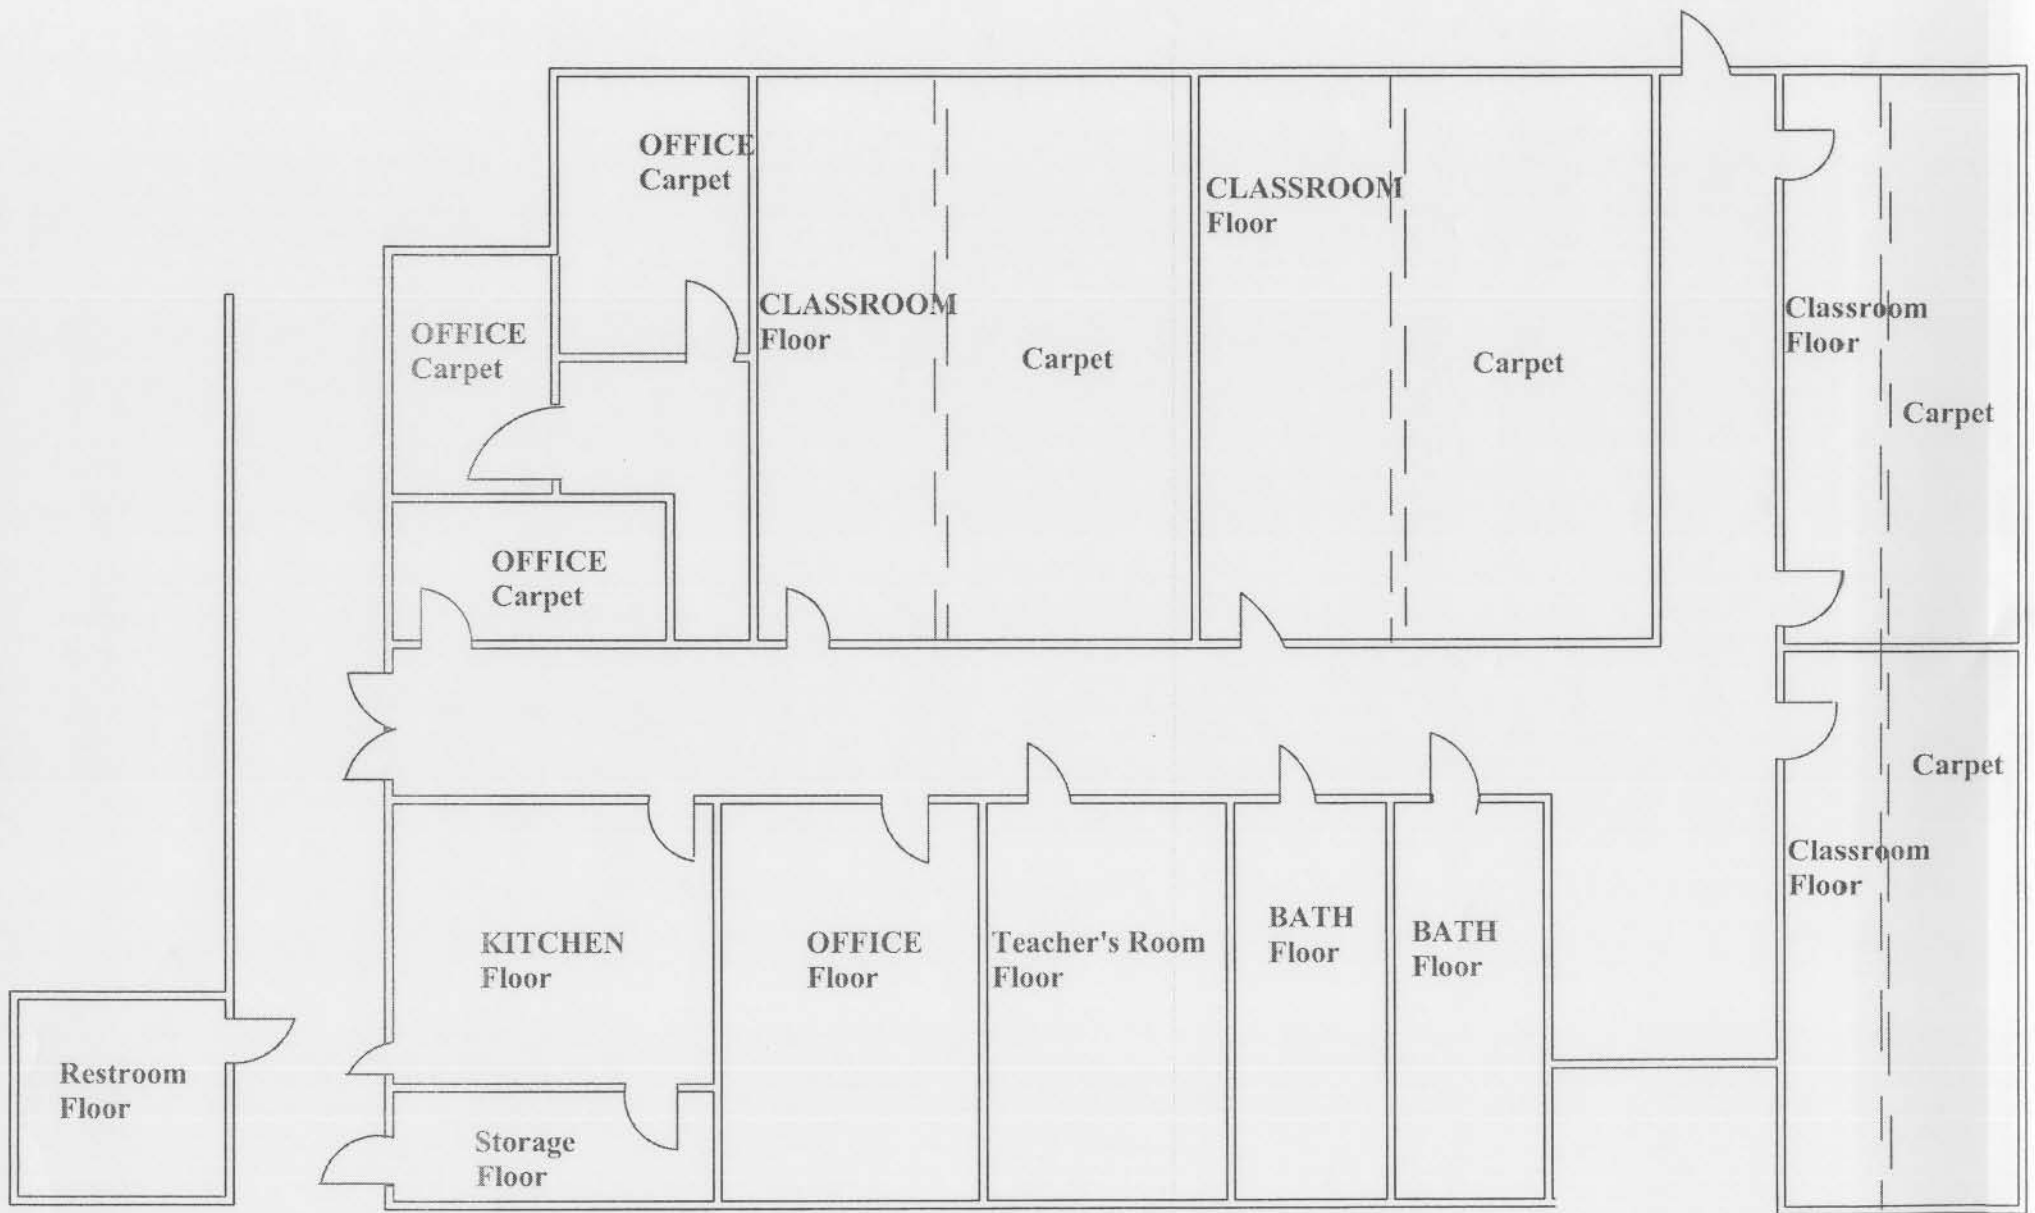 OFFICE
Carpet
CLASSROOM
Floor
OFFICE
Carpet
CLASSROOM
Floor
Carpet
Carpet
Classroom
Floor
Carpet
OFFICE
Carpet
Carpet
Classroom
Floor
KITCHEN
Floor
OFFICE
Floor
Teacher's Room
Floor
BATH
Floor
BATH
Floor
Restroom
Floor
Storage
Floor